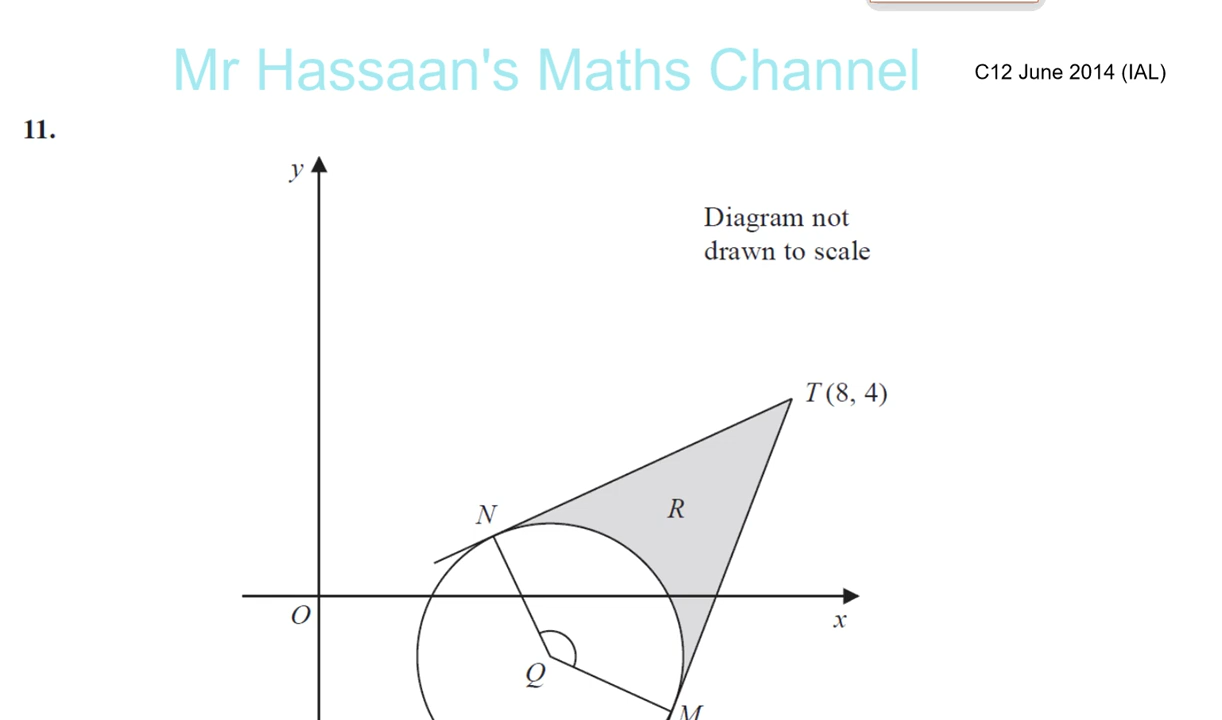 Mr Hassaan's Maths Channel
C12 June 2014 (IAL)
11.
y
Diagram not
drawn to scale
T (8, 4)
N
R
O
x
Q
M